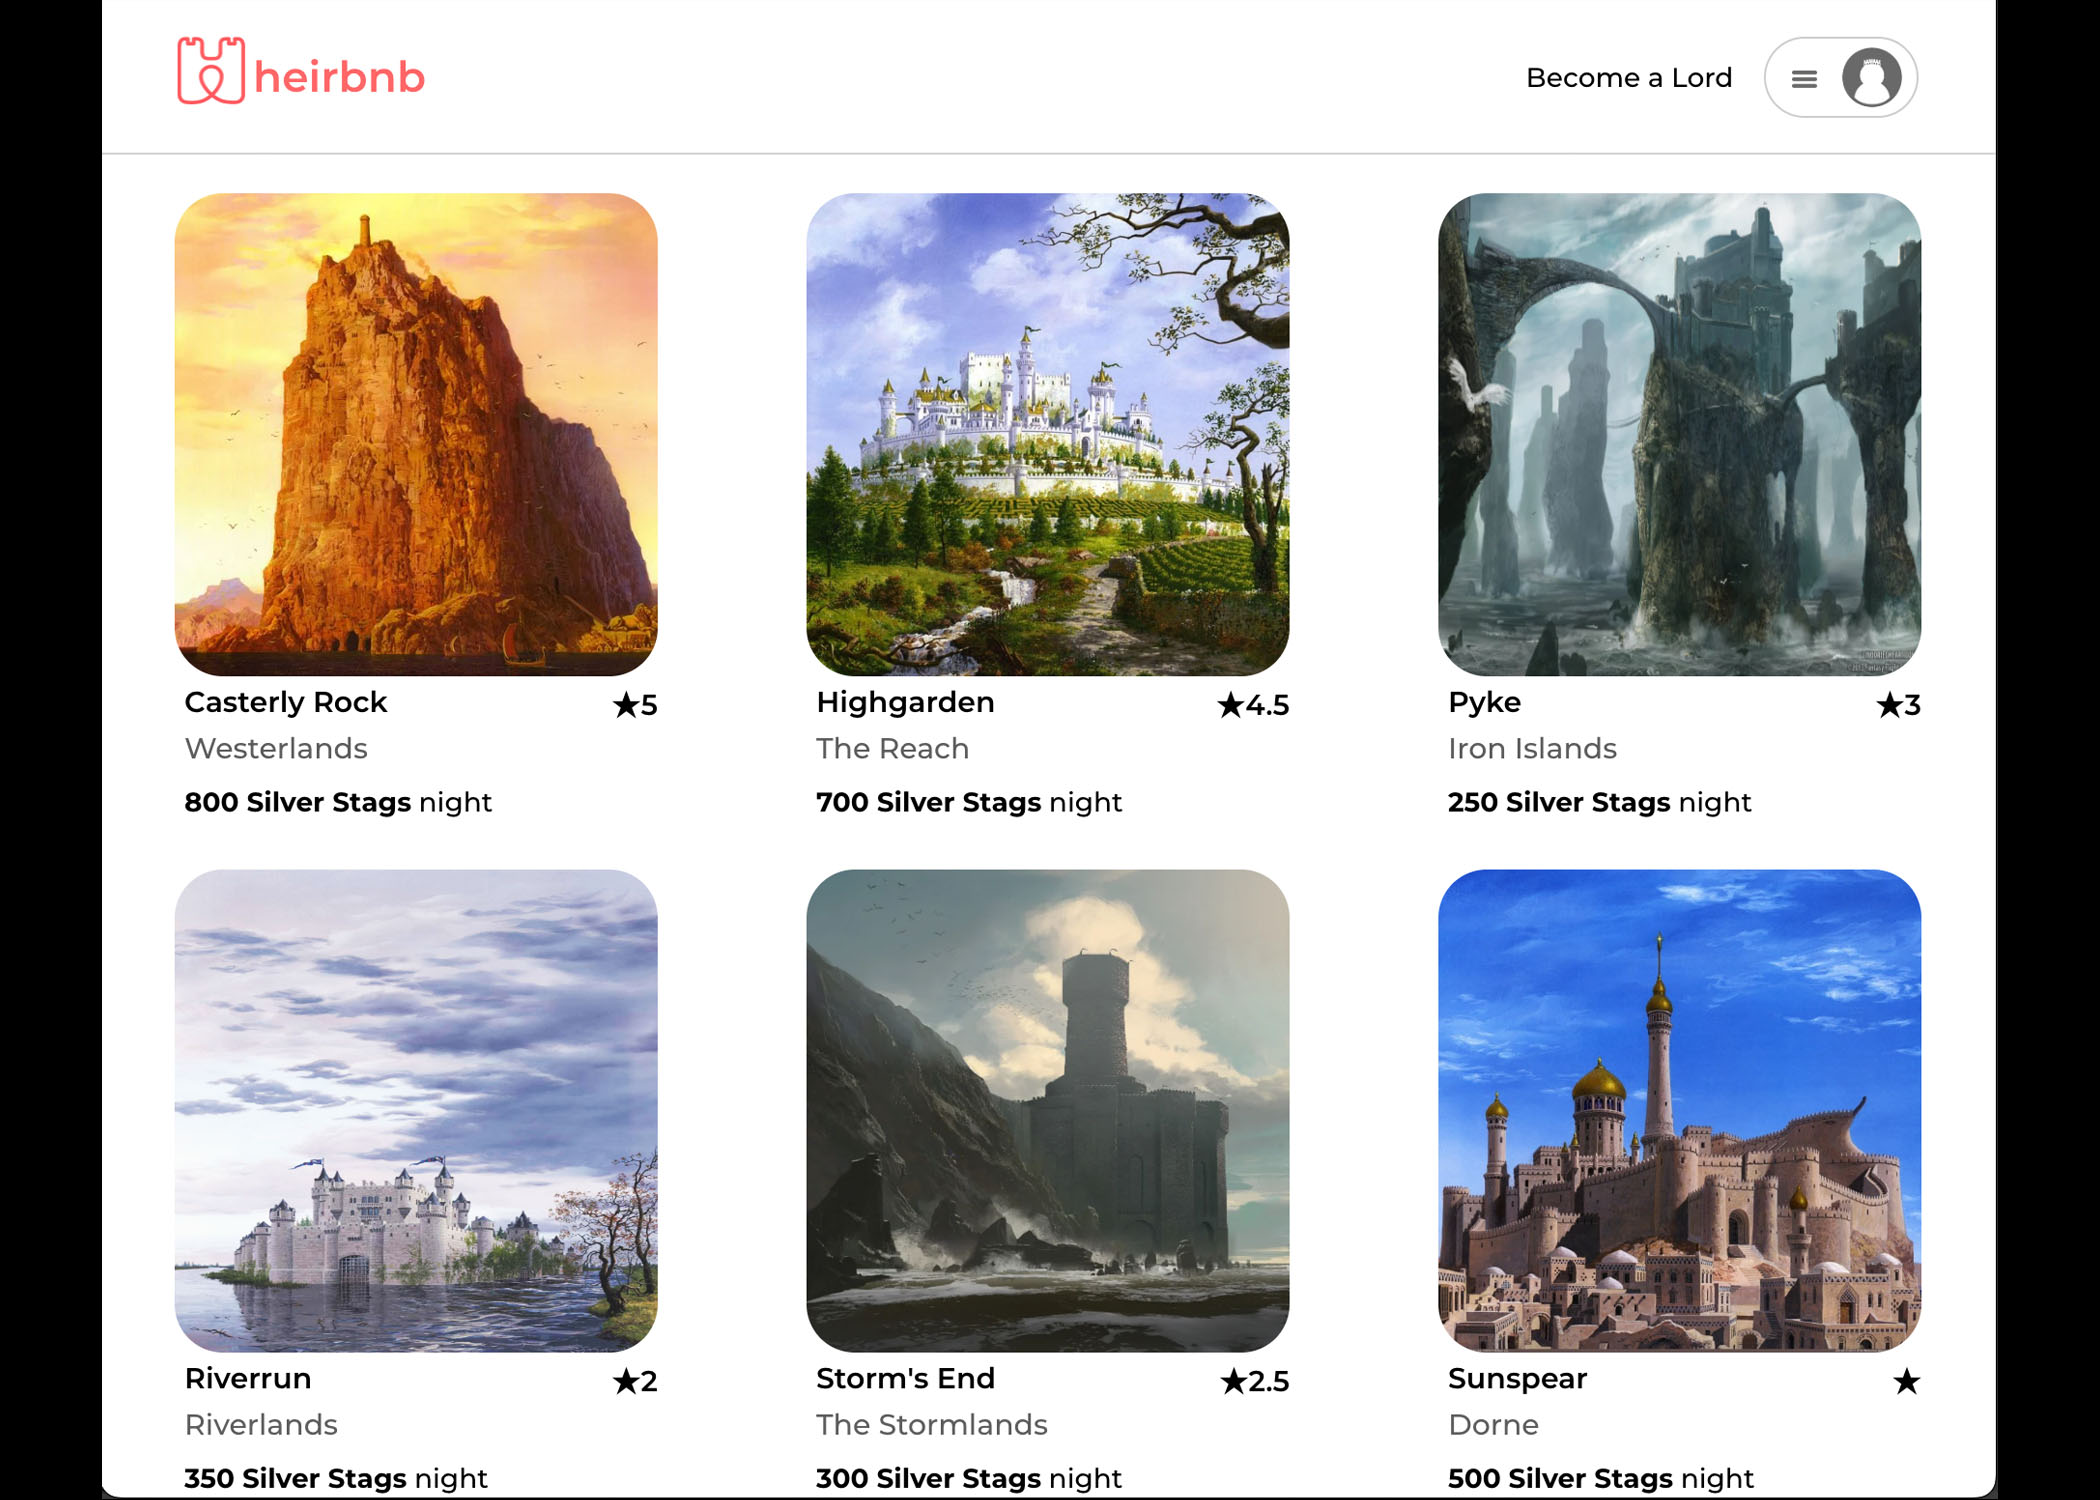 heirbnb
Become a Lord
Casterly Rock ★5
Westerlands
800 Silver Stags night
Highgarden ★4.5
The Reach
700 Silver Stags night
Pyke ★3
Iron Islands
250 Silver Stags night
Riverrun ★2
Riverlands
350 Silver Stags night
Storm's End ★2.5
The Stormlands
300 Silver Stags night
Sunspear ★
Dorne
500 Silver Stags night